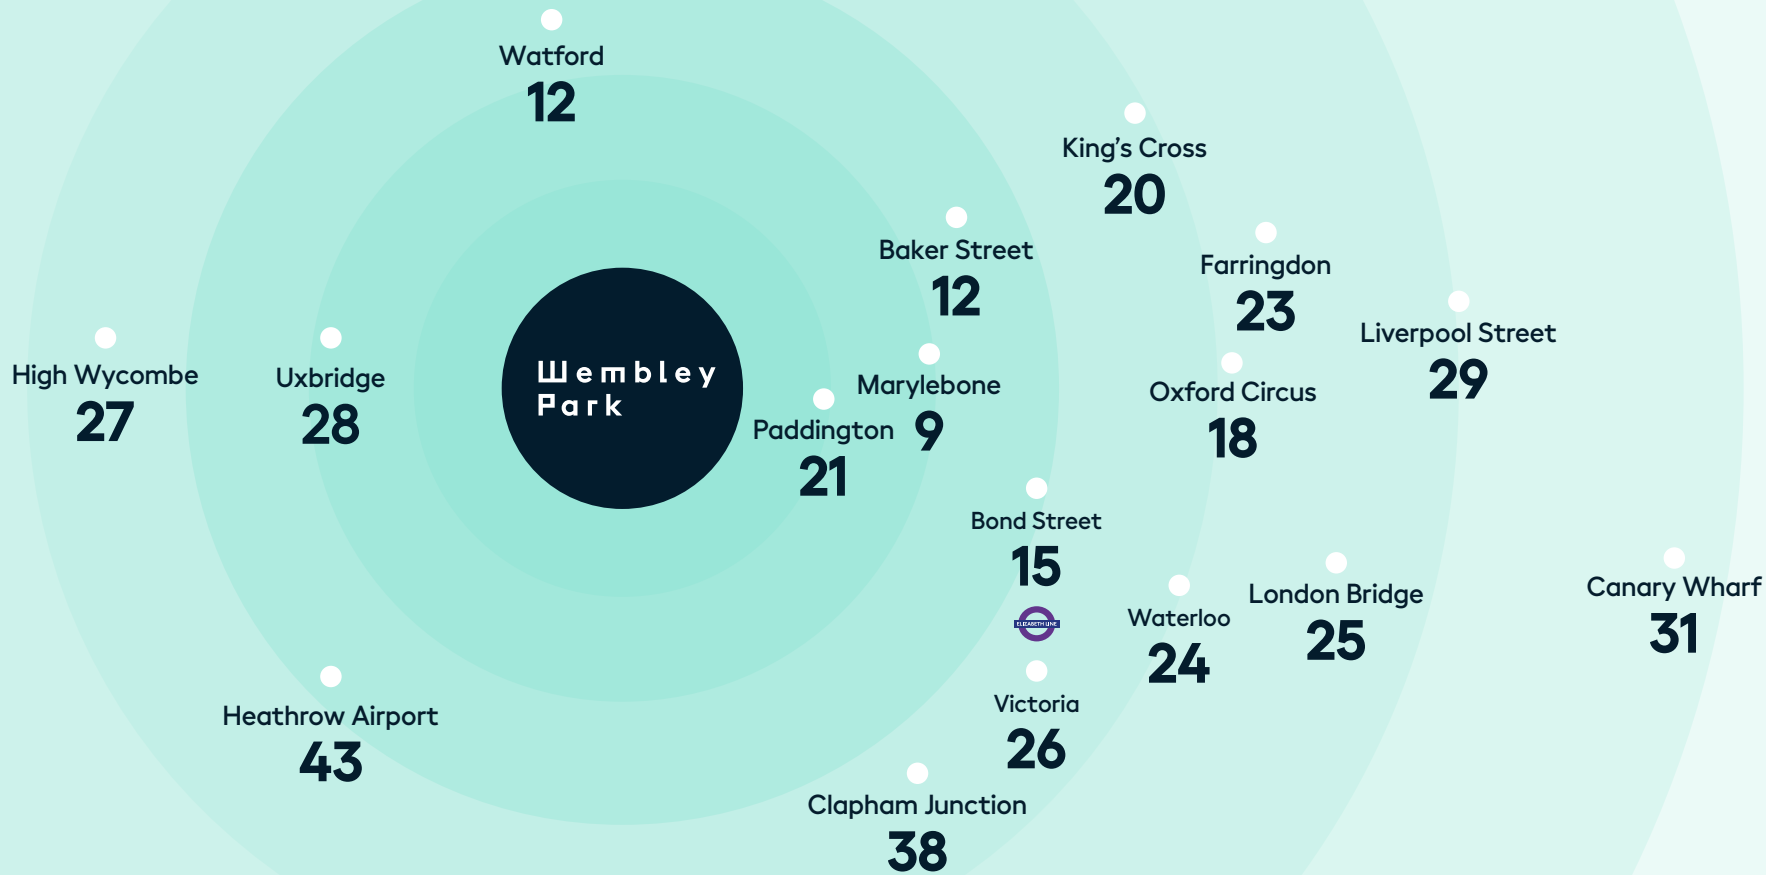 Watford
12
King's Cross
20
Baker Street
12
Farringdon
23
Liverpool Street
29
High Wycombe
27
Uxbridge
28
Wembley
Park
Marylebone
9
Paddington
21
Oxford Circus
18
Bond Street
15
ELIZABETH LINE
Waterloo
24
London Bridge
25
Canary Wharf
31
Victoria
26
Heathrow Airport
43
Clapham Junction
38